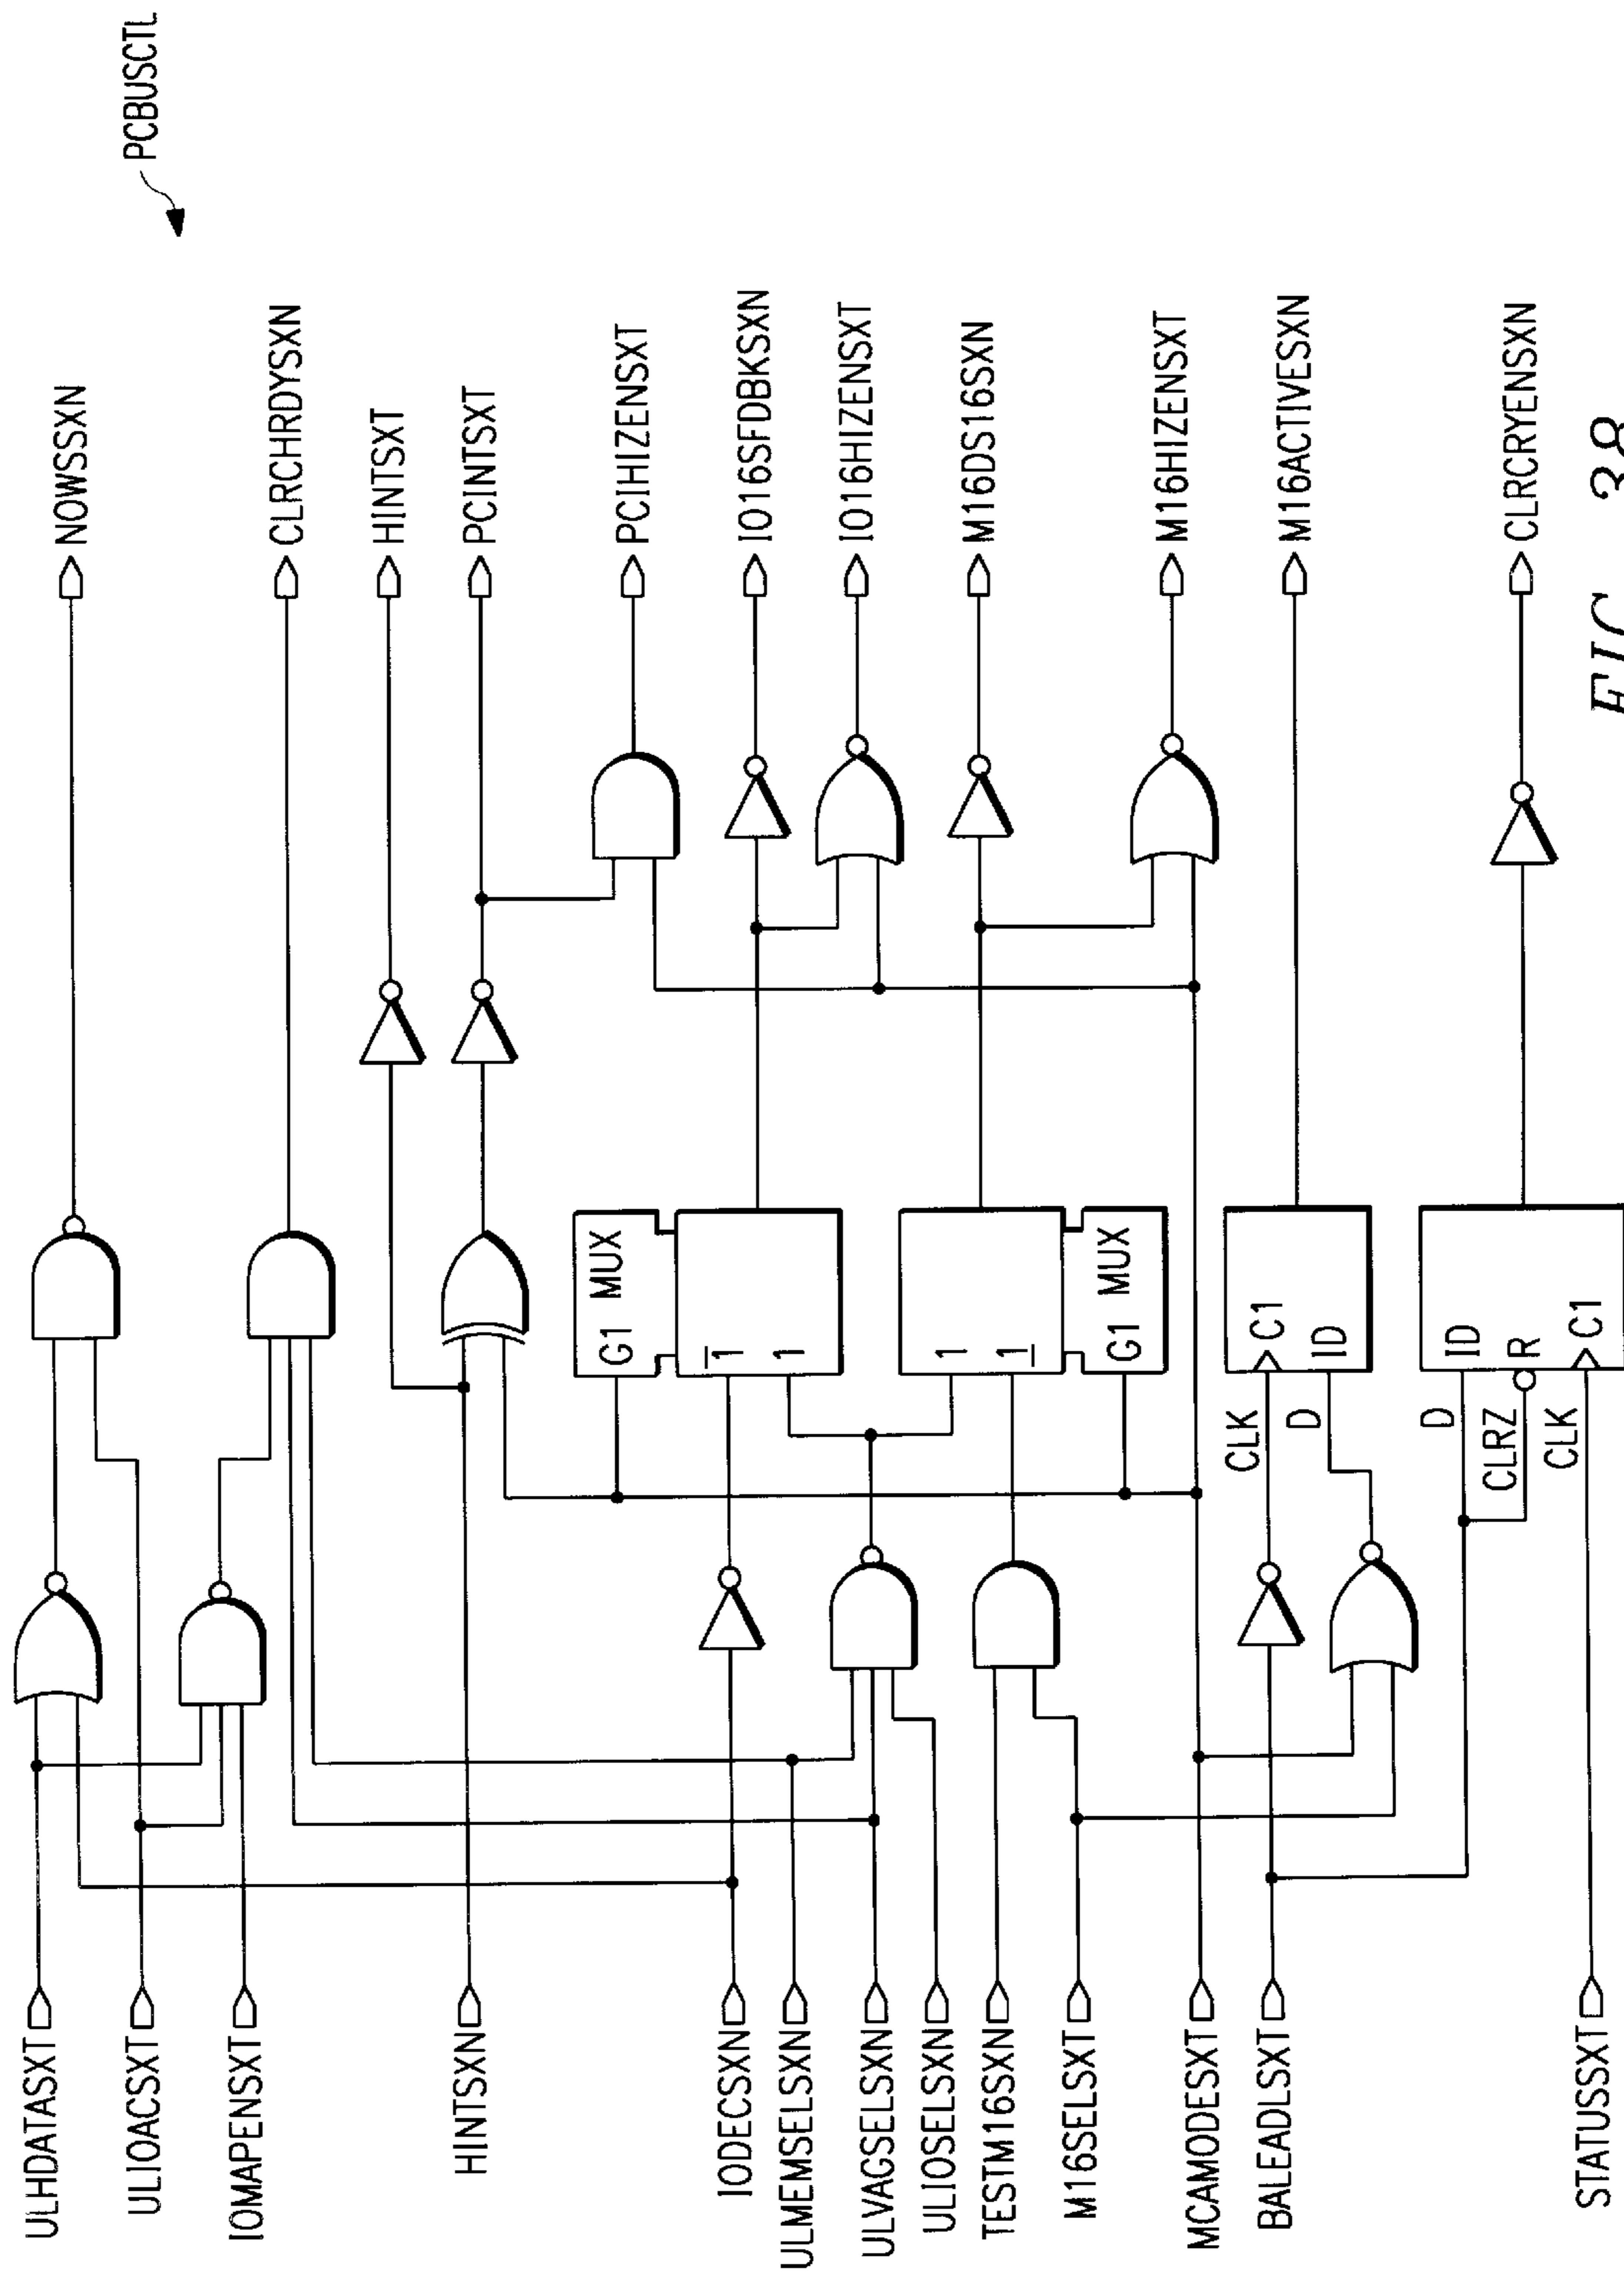 PCBUSCTL
ULHDATASXT
ULIOACSXT
IOMAPENSXT
HINTSXN
IODECSXN
ULMEMSELSXN
ULVAGSELSXN
ULIOSELSXN
TESTM16SXN
M16SELSXT
MCAMODESXT
BALEADLSXT
STATUSSXT
MUX
G1
1
1
1
1
G1 MUX
CLK C1
D ID
D ID
CLRZ R
CLK C1
NOWSSXN
CLRCHRDYSXN
HINTSXT
PCINTSXT
PCIHIZENSXT
IO16SFDBKSXN
IO16HIZENSXT
M16DS16SXN
M16HIZENSXT
M16ACTIVESXN
CLRCRYENSXN
FIG. 38